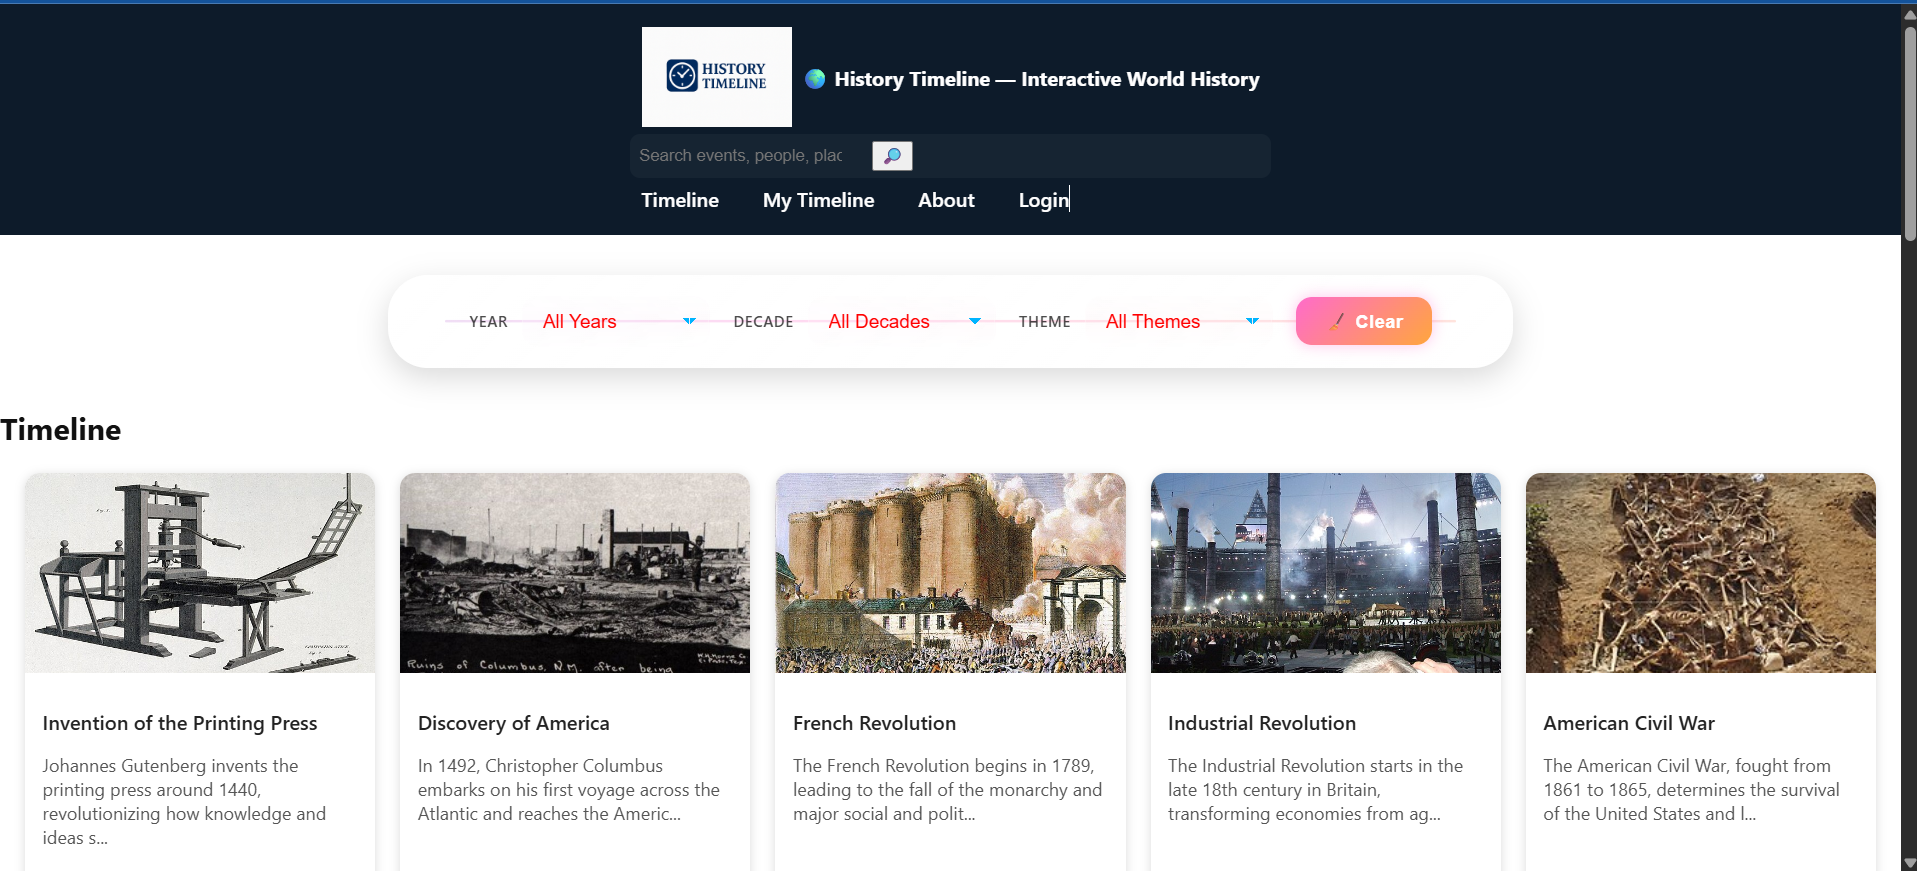 HISTORY
TIMELINE
History Timeline — Interactive World History
Search events, people, plac
Timeline My Timeline About Login
YEAR All Years DECADE All Decades THEME All Themes Clear
Timeline
Ruins of Columbus, N.M. after being
Invention of the Printing Press
Johannes Gutenberg invents the
printing press around 1440,
revolutionizing how knowledge and
ideas s...
Discovery of America
In 1492, Christopher Columbus
embarks on his first voyage across the
Atlantic and reaches the Americ...
French Revolution
The French Revolution begins in 1789,
leading to the fall of the monarchy and
major social and polit...
Industrial Revolution
The Industrial Revolution starts in the
late 18th century in Britain,
transforming economies from ag...
American Civil War
The American Civil War, fought from
1861 to 1865, determines the survival
of the United States and l...